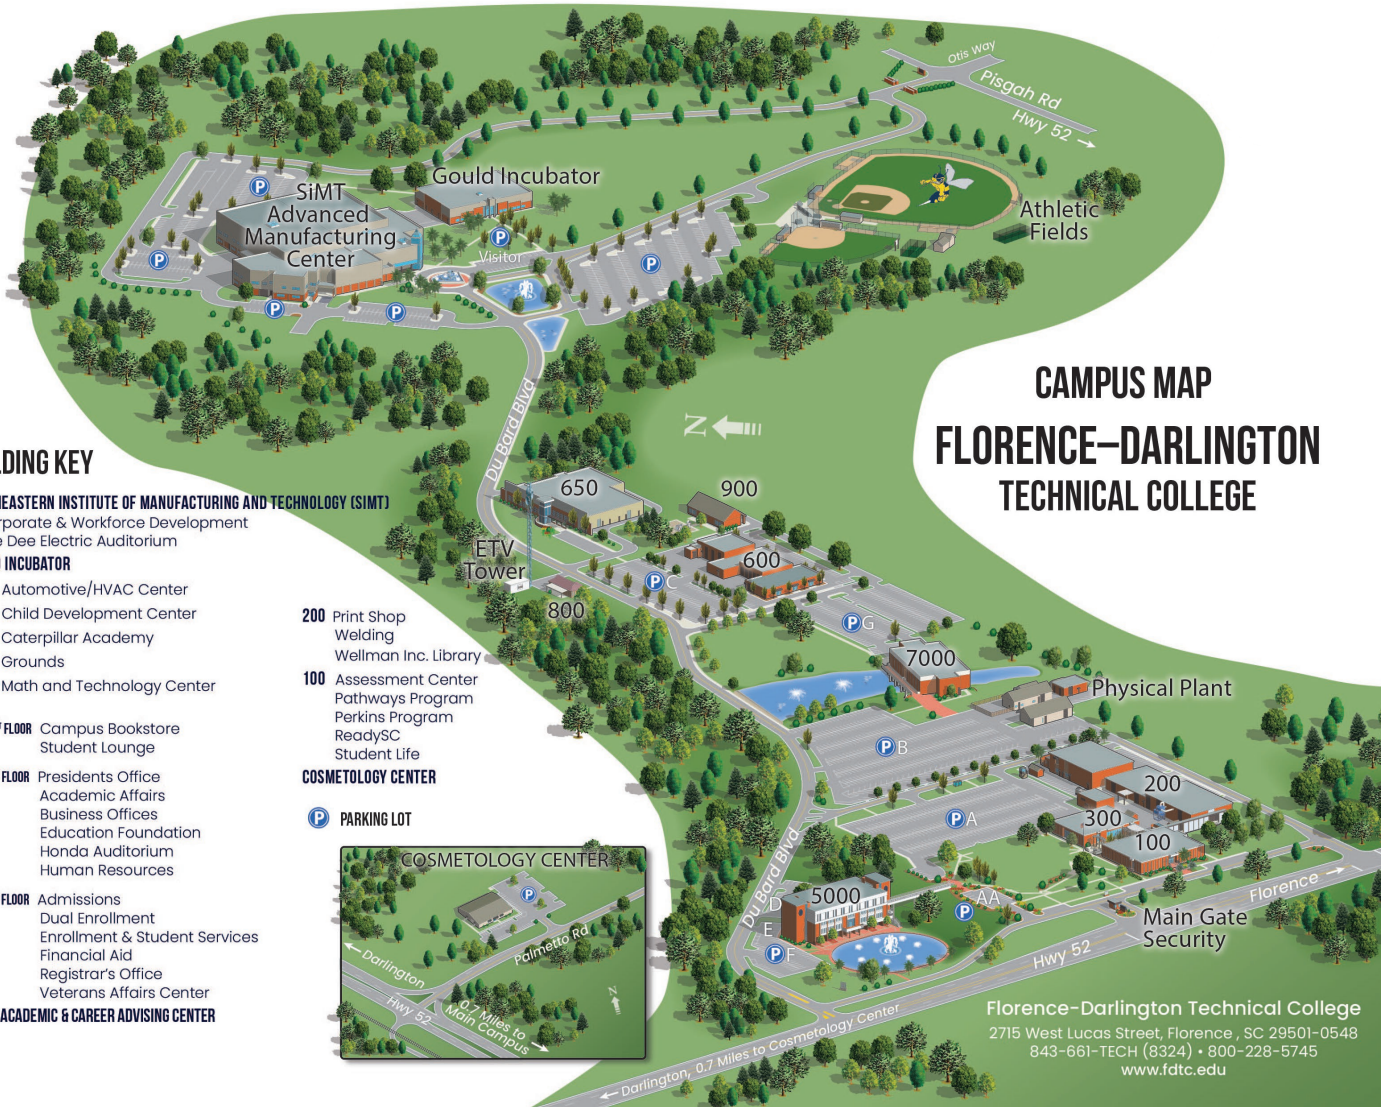 Otis Way
Pisgah Rd
Hwy 52
Gould Incubator
SiMT
Advanced
Manufacturing
Center
Visitor
P
P
P
P
P
P
Athletic
Fields
CAMPUS MAP
FLORENCE–DARLINGTON
TECHNICAL COLLEGE
Du Bard Blvd
N
650
900
ETV
Tower
600
P C
800
P G
7000
Physical Plant
P B
200
P A
300
100
Du Bard Blvd
5000
D
E
P F
P AA
Florence
Main Gate
Security
Hwy 52
Darlington, 0.7 Miles to Cosmetology Center
LDING KEY
HEASTERN INSTITUTE OF MANUFACTURING AND TECHNOLOGY (SIMT)
rporate & Workforce Development
e Dee Electric Auditorium
INCUBATOR
Automotive/HVAC Center
Child Development Center
Caterpillar Academy
Grounds
Math and Technology Center
FLOOR Campus Bookstore
Student Lounge
FLOOR Presidents Office
Academic Affairs
Business Offices
Education Foundation
Honda Auditorium
Human Resources
FLOOR Admissions
Dual Enrollment
Enrollment & Student Services
Financial Aid
Registrar's Office
Veterans Affairs Center
ACADEMIC & CAREER ADVISING CENTER
200 Print Shop
Welding
Wellman Inc. Library
100 Assessment Center
Pathways Program
Perkins Program
ReadySC
Student Life
COSMETOLOGY CENTER
P PARKING LOT
COSMETOLOGY CENTER
P
Palmetto Rd
Darlington
Hwy 52
0.7 Miles to
Main Campus
N
Florence-Darlington Technical College
2715 West Lucas Street, Florence , SC 29501-0548
843-661-TECH (8324) • 800-228-5745
www.fdtc.edu